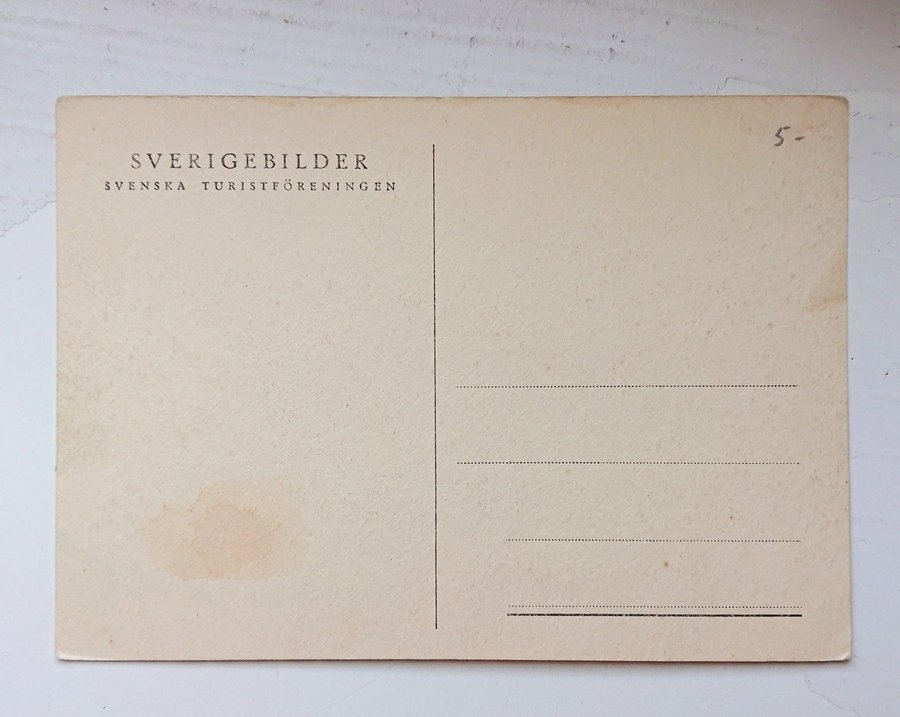 SVERIGEBILDER
SVENSKA TURISTFÖRENINGEN
5-